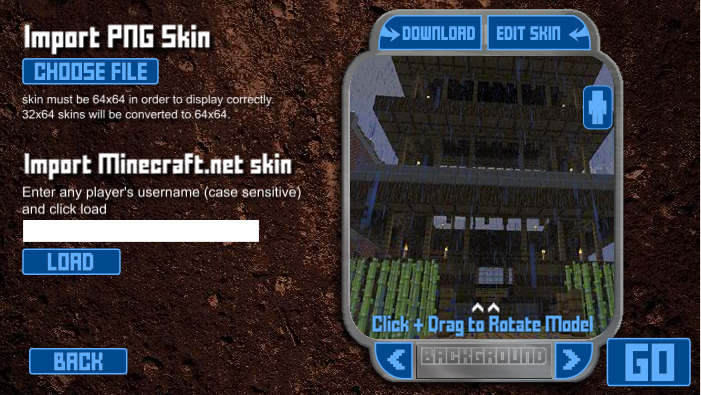 Import PNG Skin
CHOOSE FILE
skin must be 64x64 in order to display correctly.
32x64 skins will be converted to 64x64.
Import Minecraft.net skin
Enter any player's username (case sensitive)
and click load
LOAD
BACK
DOWNLOAD
EDIT SKIN
Click + Drag to Rotate Model
BACKGROUND
GO